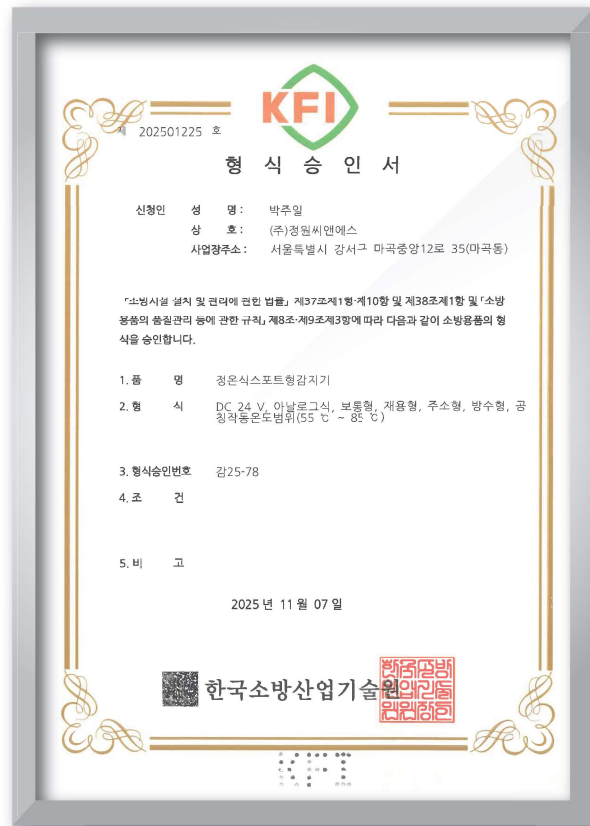 KFI
제 202501225 호
형 식 승 인 서
신청인 성 명 : 박주일
상 호 : (주)정원씨앤에스
사업장주소 : 서울특별시 강서구 마곡중앙12로 35(마곡동)
「소방시설 설치 및 관리에 관한 법률」 제37조제1항·제10항 및 제38조제1항 및 「소방
용품의 품질관리 등에 관한 규칙」 제8조·제9조제3항에 따라 다음과 같이 소방용품의 형
식을 승인합니다.
1. 품 명 정온식스포트형감지기
2. 형 식 DC 24 V, 아날로그식, 보통형, 재용형, 주소형, 방수형, 공
칭작동온도범위(55 ℃ ~ 85 ℃)
3. 형식승인번호 감25-78
4. 조 건
5. 비 고
2025 년 11 월 07 일
한국소방산업기술원
KFI